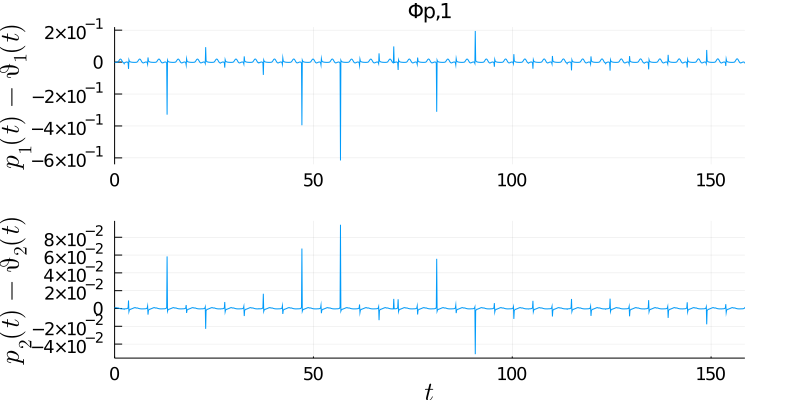 Φp,1
p₁(t) − ϑ₁(t)
2×10⁻¹
0
−2×10⁻¹
−4×10⁻¹
−6×10⁻¹
0 50 100 150
p₂(t) − ϑ₂(t)
8×10⁻²
6×10⁻²
4×10⁻²
2×10⁻²
0
−2×10⁻²
−4×10⁻²
0 50 100 150
t